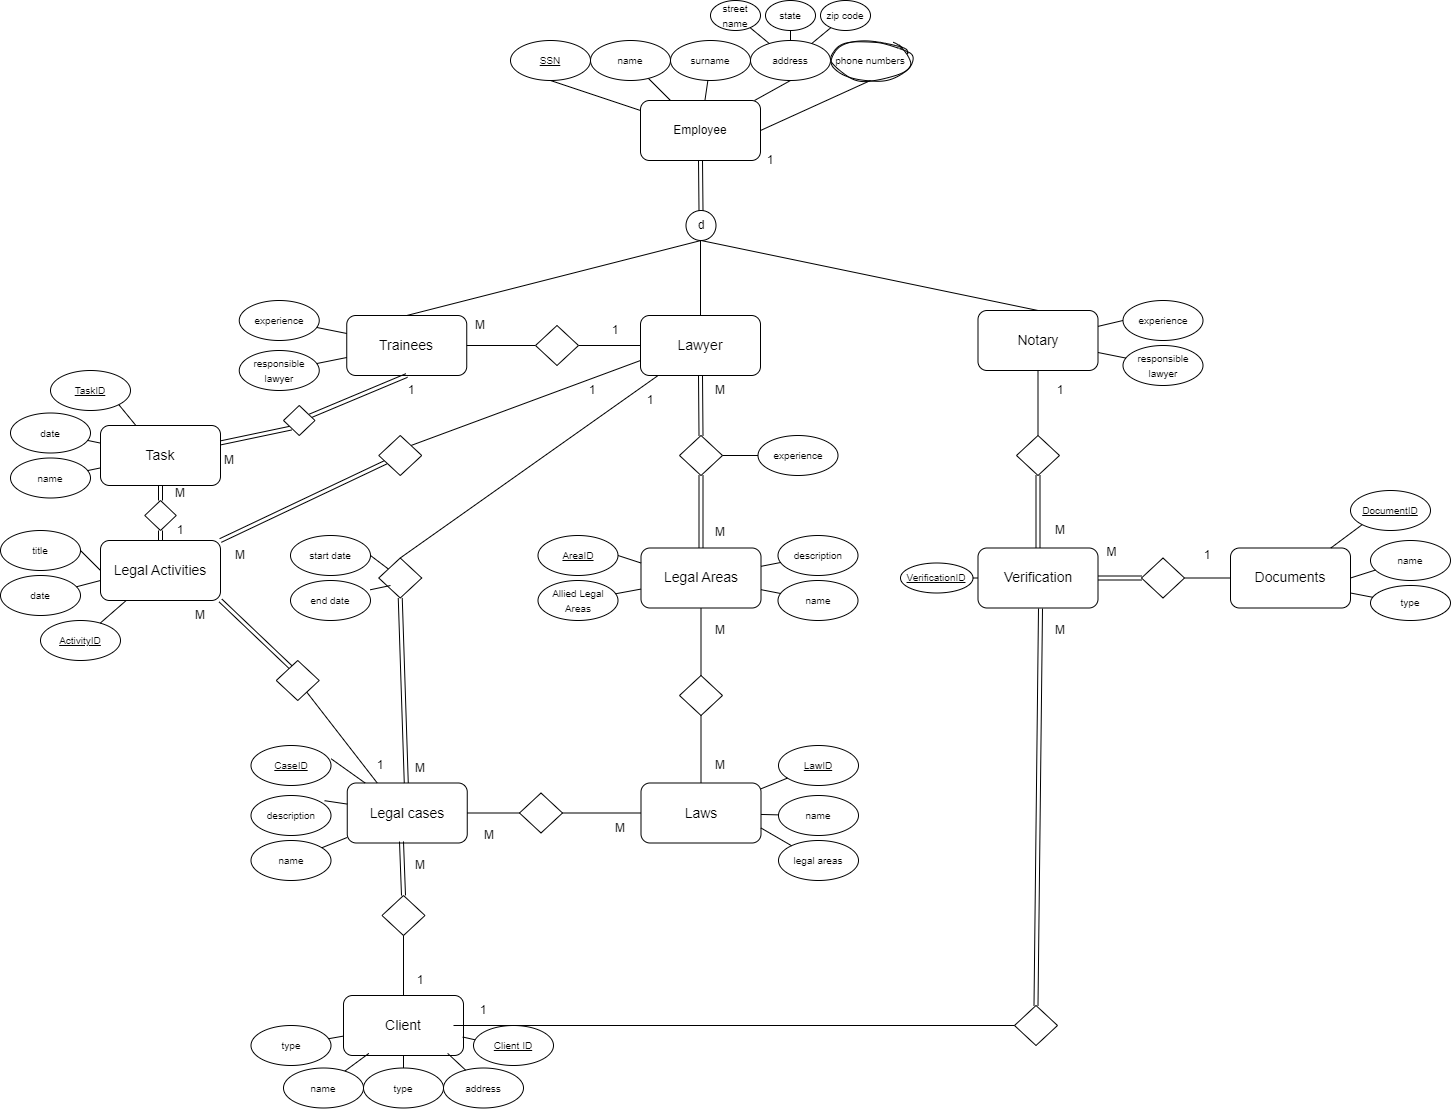 street
name
state
zip code
SSN
name
surname
address
phone numbers
Employee
1
d
experience
responsible
lawyer
Trainees
M
1
Lawyer
Notary
experience
responsible
lawyer
1
1
1
M
1
TaskID
date
name
Task
M
M
1
experience
title
date
ActivityID
Legal Activities
M
M
start date
end date
AreaID
Allied Legal
Areas
M
Legal Areas
description
name
M
M
VerificationID
Verification
M
M
1
Documents
DocumentID
name
type
1
M
M
CaseID
description
name
Legal cases
M
M
M
Laws
LawID
name
legal areas
1
1
Client
type
name
type
address
Client ID